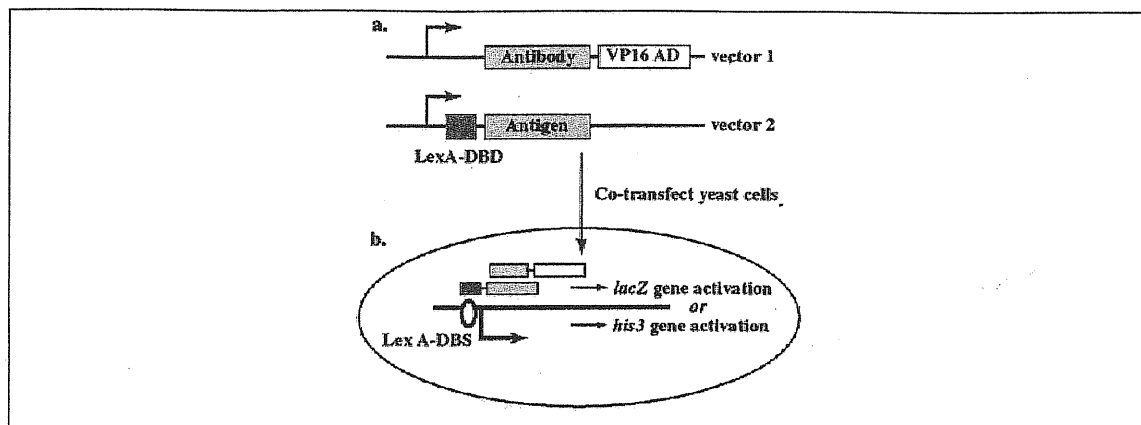 a.
Antibody VP16 AD vector 1
Antigen vector 2
LexA-DBD
Co-transfect yeast cells
b.
lacZ gene activation
or
his3 gene activation
Lex A-DBS